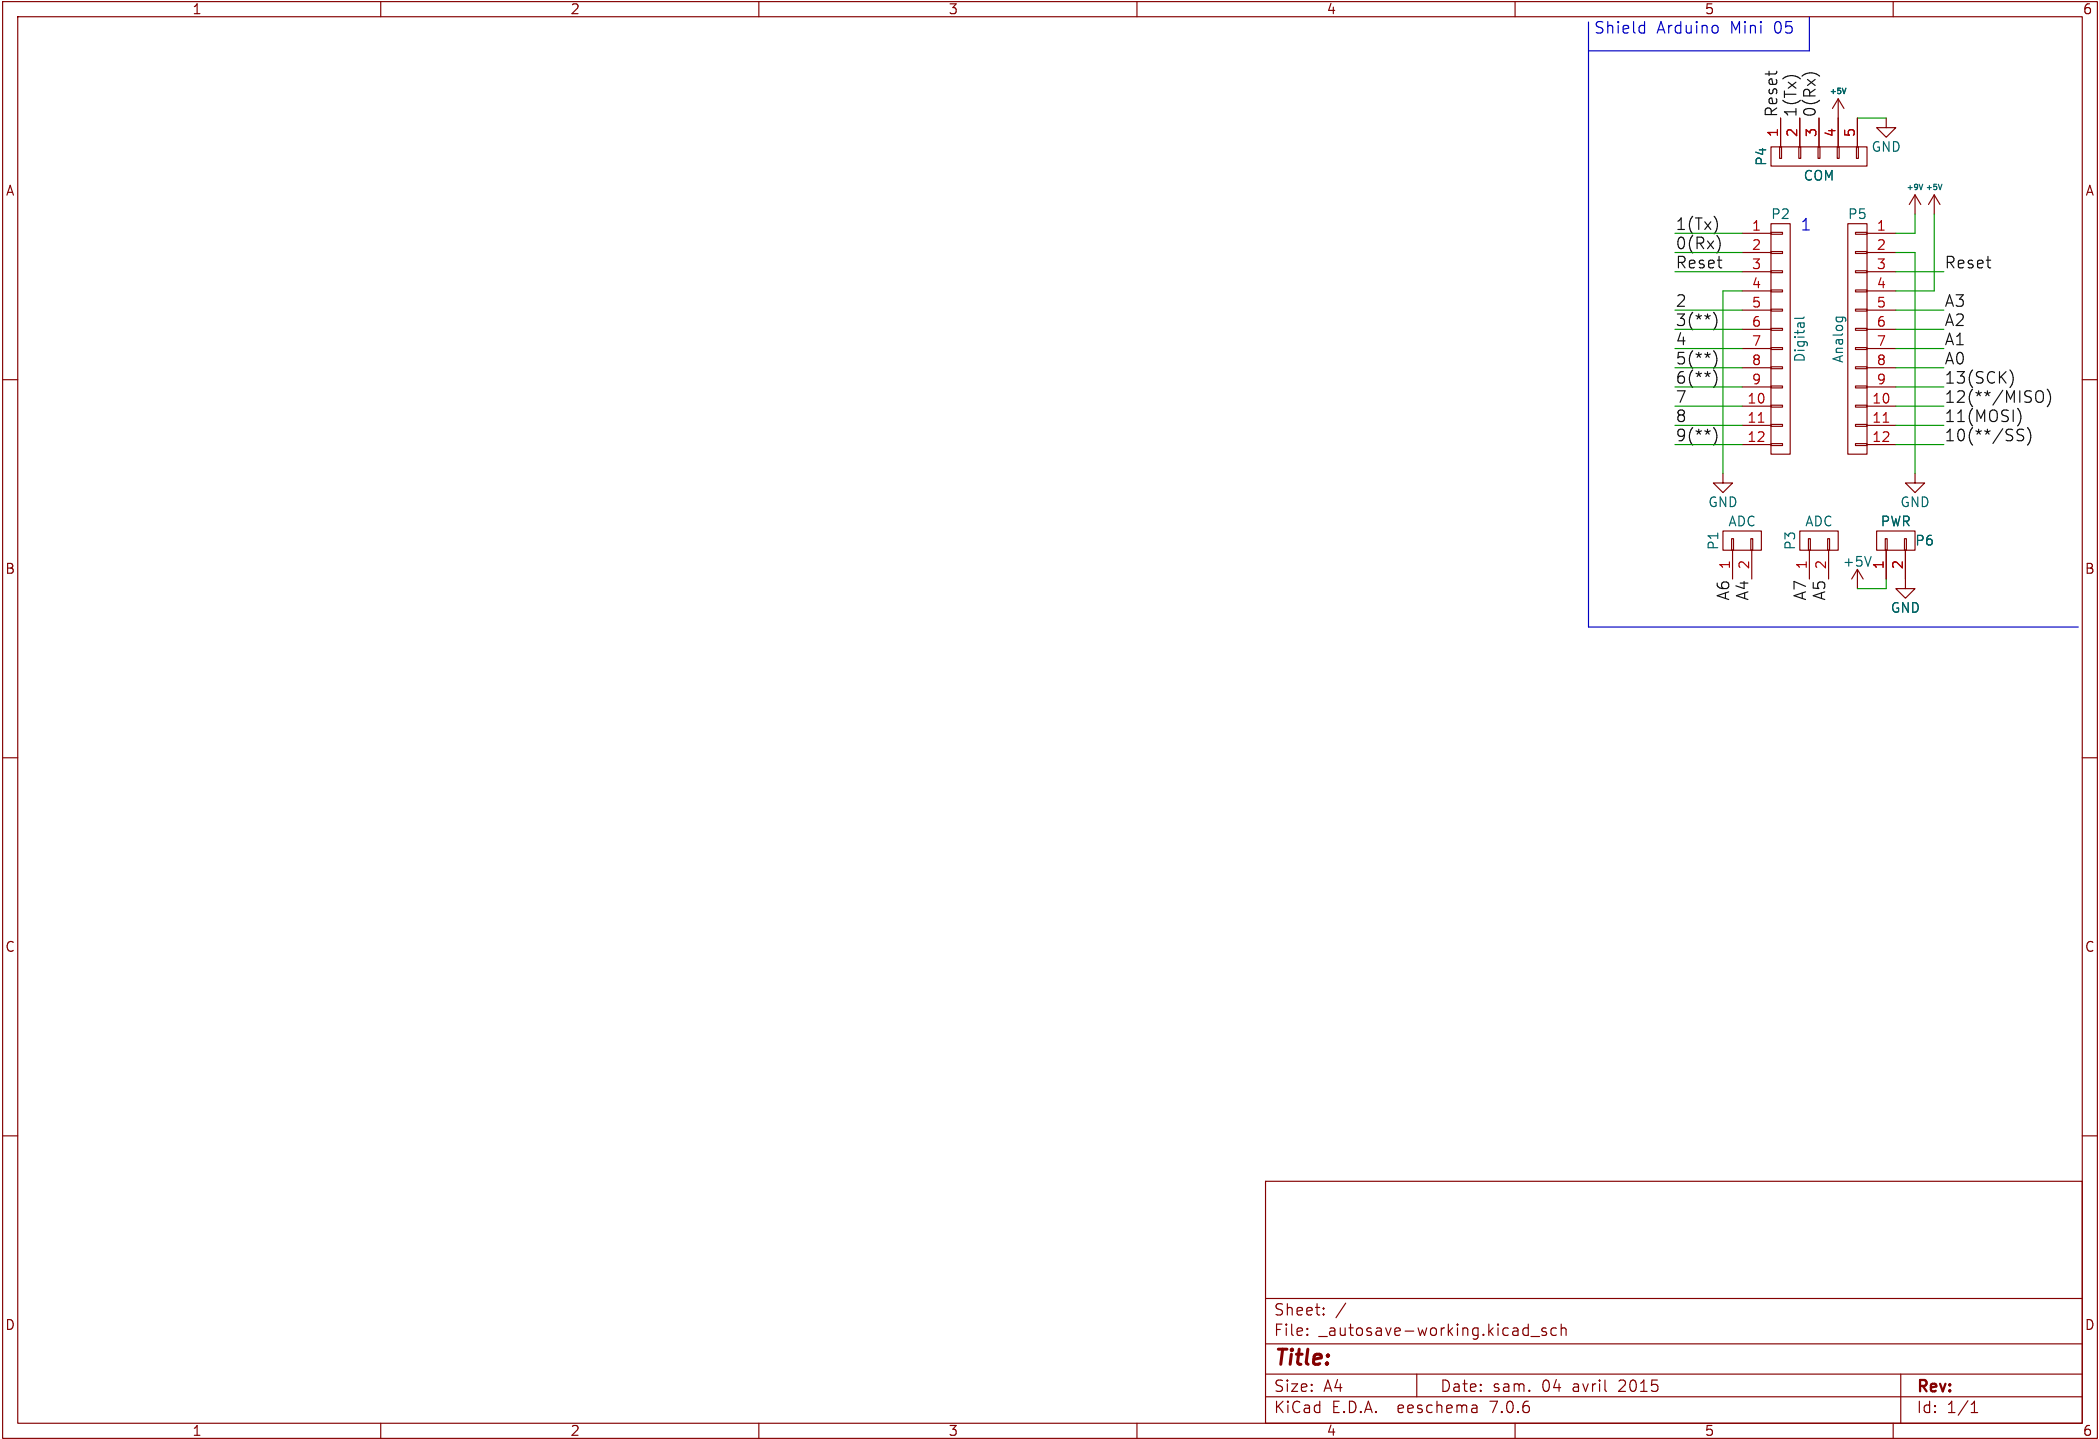 1 2 3 4 5 6
Shield Arduino Mini 05
Reset
1(Tx)
0(Rx)
+5V
1 2 3 4 5
GND
P4
COM
A A
+9V +5V
P2 1 P5
1(Tx) 1 1
0(Rx) 2 2
Reset 3 3 Reset
4 4
2 5 5 A3
3(**) 6 6 A2
4 7 7 A1
5(**) 8 8 A0
6(**) 9 9 13(SCK)
7 10 10 12(**/MISO)
8 11 11 11(MOSI)
9(**) 12 12 10(**/SS)
Digital
Analog
GND GND
ADC ADC PWR
P1 P3 P6
B B
1 2 1 2 +5V 1 2
A6 A4 A7 A5
GND
C C
Sheet: /
File: _autosave-working.kicad_sch
D D
Title:
Size: A4 Date: sam. 04 avril 2015 Rev:
KiCad E.D.A. eeschema 7.0.6 Id: 1/1
1 2 3 4 5 6